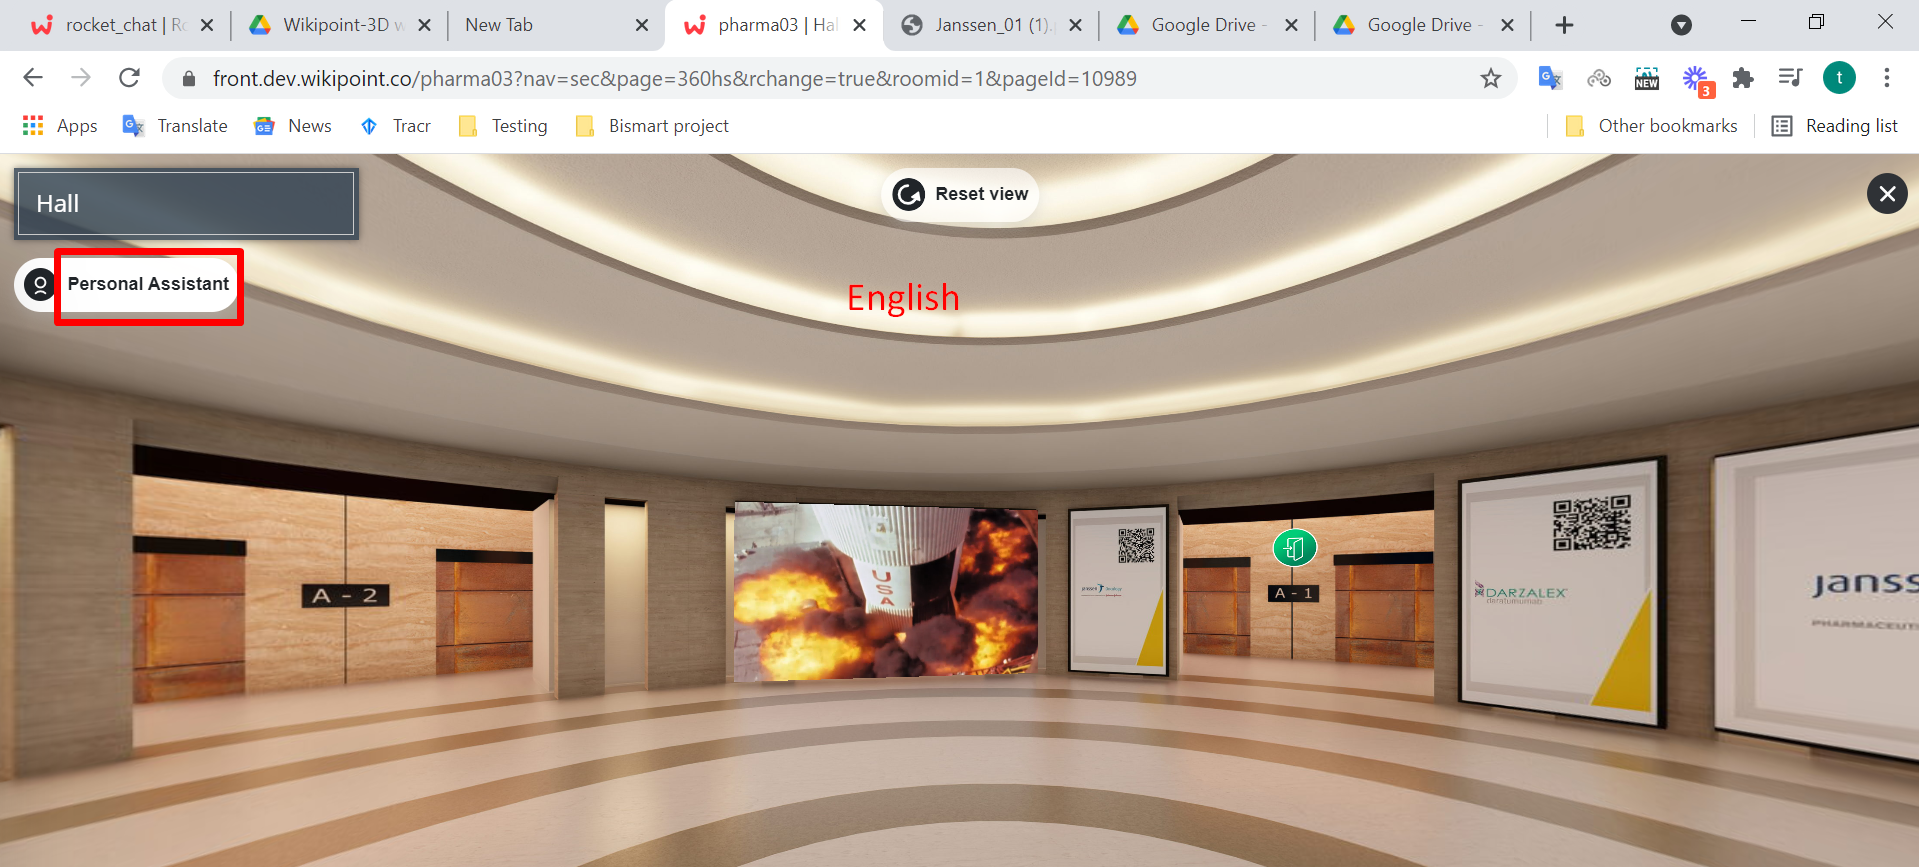 rocket_chat | Ro
Wikipoint-3D w
New Tab
pharma03 | Hal
Janssen_01 (1).p
Google Drive -
Google Drive -
front.dev.wikipoint.co/pharma03?nav=sec&page=360hs&rchange=true&roomid=1&pageId=10989
NEW
3
t
Apps
Translate
News
Tracr
Testing
Bismart project
Other bookmarks
Reading list
Hall
Reset view
Personal Assistant
English
A - 2
USA
janssen
A - 1
DARZALEX
daratumumab
janss
PHARMACEUTI